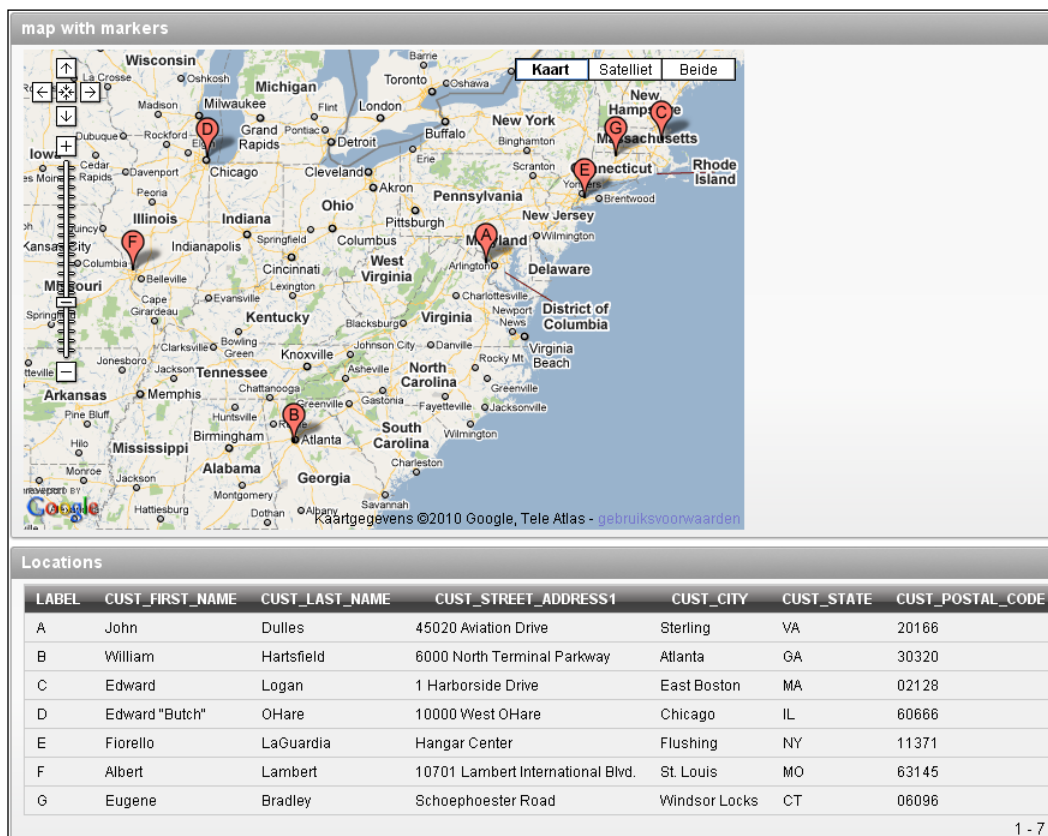 map with markers
Kaart Satelliet Beide
Wisconsin
Barrie
La Crosse
Oshkosh
Toronto
Oshawa
Michigan
New Hampshire
Madison
Milwaukee
Flint
London
Grand Rapids
Pontiac
Buffalo
New York
C
G
Massachusetts
Dubuque
Rockford
D
Elgin
Detroit
Binghamton
Iowa
Cedar Rapids
Davenport
Chicago
Cleveland
Erie
Scranton
E
Connecticut
Rhode Island
Akron
Yonkers
Brentwood
Peoria
Ohio
Pennsylvania
Illinois
Indiana
Pittsburgh
New Jersey
Quincy
Springfield
Columbus
A
Maryland
Wilmington
Kansas City
F
Indianapolis
Columbia
Cincinnati
West Virginia
Arlington
Delaware
Belleville
Missouri
Lexington
Cape Girardeau
Evansville
Charlottesville
District of Columbia
Kentucky
Blacksburg
Virginia
Newport News
Clarksville
Bowling Green
Johnson City
Danville
Virginia Beach
Jonesboro
Knoxville
Jackson
Tennessee
Asheville
North Carolina
Rocky Mt
Chattanooga
Greenville
Arkansas
Memphis
Greenville
Gastonia
Fayetteville
Jacksonville
Pine Bluff
Huntsville
B
Atlanta
South Carolina
Wilmington
Hilo
Mississippi
Birmingham
Alabama
Georgia
Charleston
Monroe
Jackson
Montgomery
Savannah
Google
Hattiesburg
Dothan
Albany
Kaartgegevens ©2010 Google, Tele Atlas - gebruiksvoorwaarden
Locations
LABEL CUST_FIRST_NAME CUST_LAST_NAME CUST_STREET_ADDRESS1 CUST_CITY CUST_STATE CUST_POSTAL_CODE
A John Dulles 45020 Aviation Drive Sterling VA 20166
B William Hartsfield 6000 North Terminal Parkway Atlanta GA 30320
C Edward Logan 1 Harborside Drive East Boston MA 02128
D Edward "Butch" OHare 10000 West OHare Chicago IL 60666
E Fiorello LaGuardia Hangar Center Flushing NY 11371
F Albert Lambert 10701 Lambert International Blvd. St. Louis MO 63145
G Eugene Bradley Schoephoester Road Windsor Locks CT 06096
1 - 7